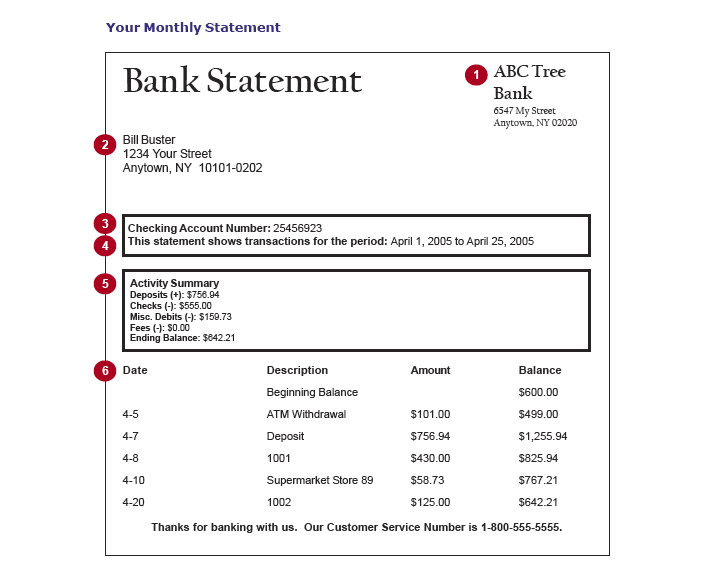 Your Monthly Statement
Bank Statement
1 ABC Tree
Bank
6547 My Street
Anytown, NY 02020
2 Bill Buster
1234 Your Street
Anytown, NY 10101-0202
3 Checking Account Number: 25456923
4 This statement shows transactions for the period: April 1, 2005 to April 25, 2005
5 Activity Summary
Deposits (+): $756.94
Checks (-): $555.00
Misc. Debits (-): $159.73
Fees (-): $0.00
Ending Balance: $642.21
6 Date Description Amount Balance
Beginning Balance $600.00
4-5 ATM Withdrawal $101.00 $499.00
4-7 Deposit $756.94 $1,255.94
4-8 1001 $430.00 $825.94
4-10 Supermarket Store 89 $58.73 $767.21
4-20 1002 $125.00 $642.21
Thanks for banking with us. Our Customer Service Number is 1-800-555-5555.